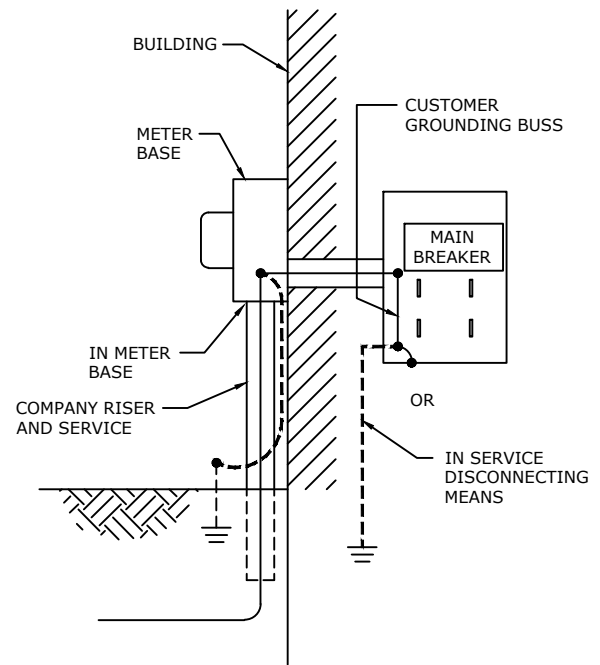 BUILDING
CUSTOMER
GROUNDING BUSS
METER
BASE
MAIN
BREAKER
IN METER
BASE
COMPANY RISER
AND SERVICE
OR
IN SERVICE
DISCONNECTING
MEANS